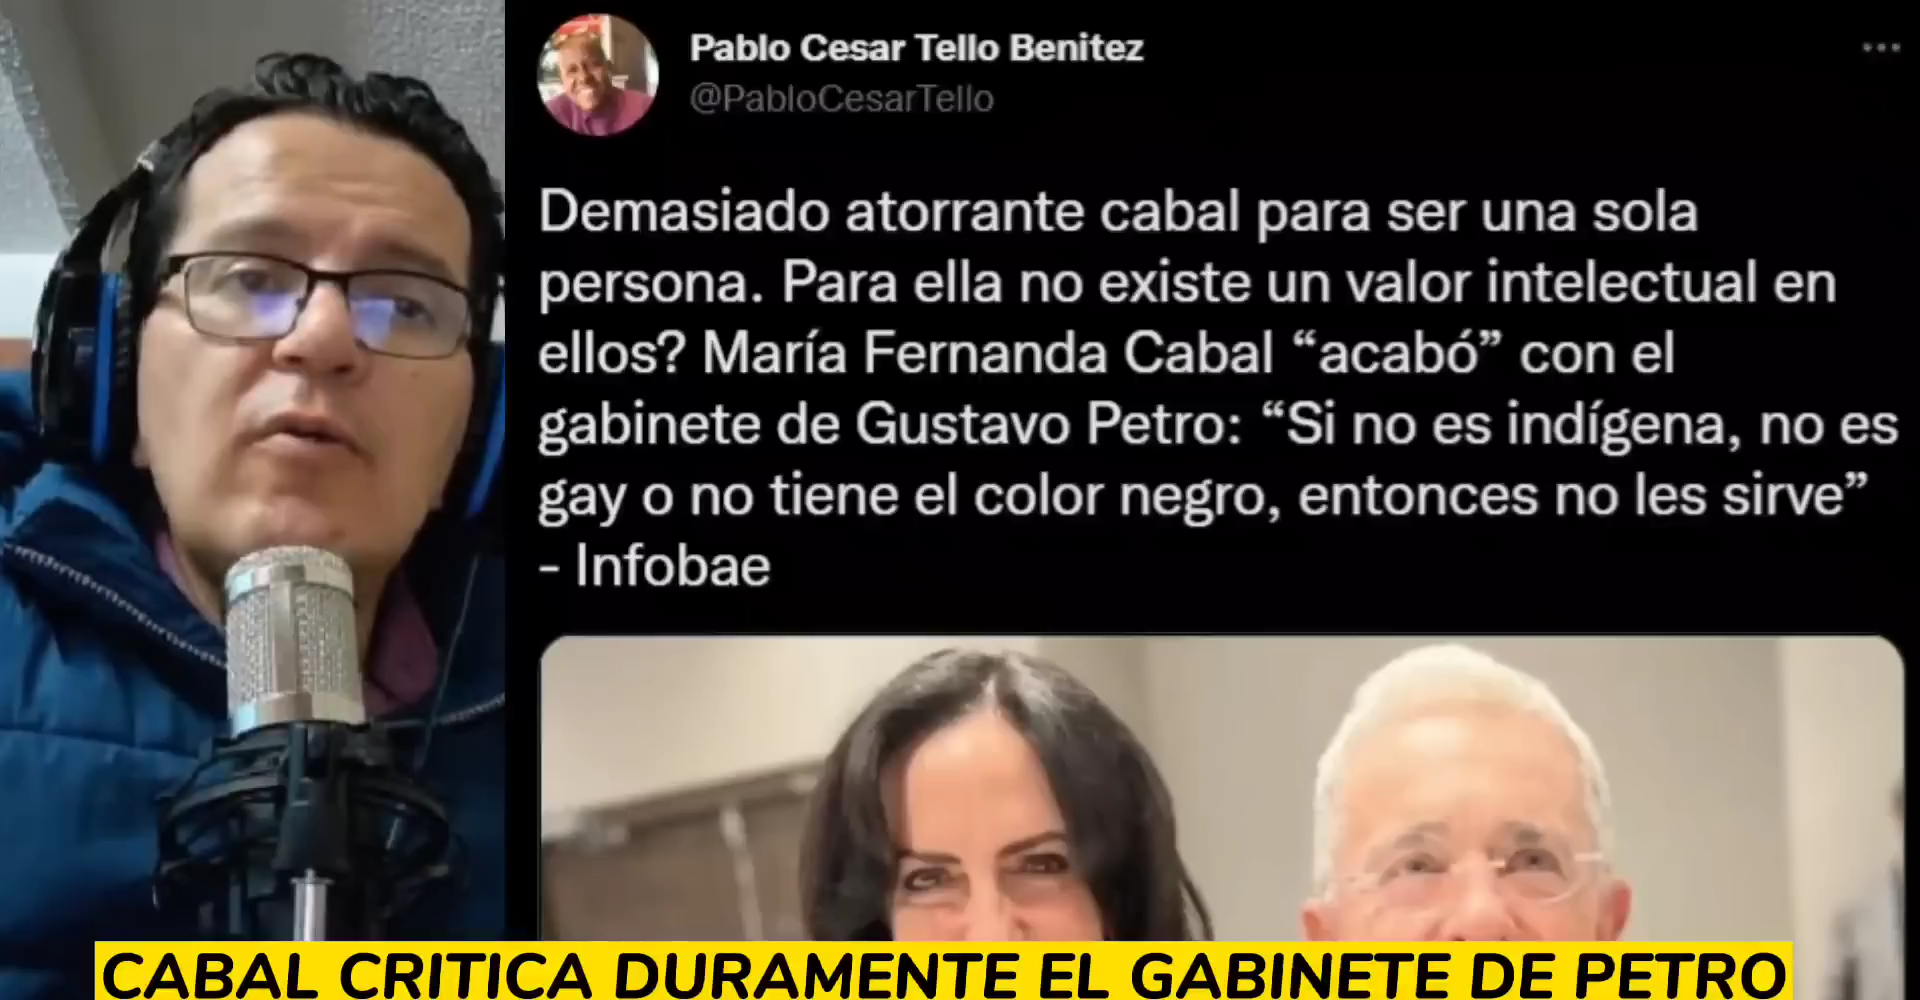 Pablo Cesar Tello Benitez
@PabloCesarTello
Demasiado atorrante cabal para ser una sola
persona. Para ella no existe un valor intelectual en
ellos? María Fernanda Cabal “acabó” con el
gabinete de Gustavo Petro: “Si no es indígena, no es
gay o no tiene el color negro, entonces no les sirve”
- Infobae
CABAL CRITICA DURAMENTE EL GABINETE DE PETRO